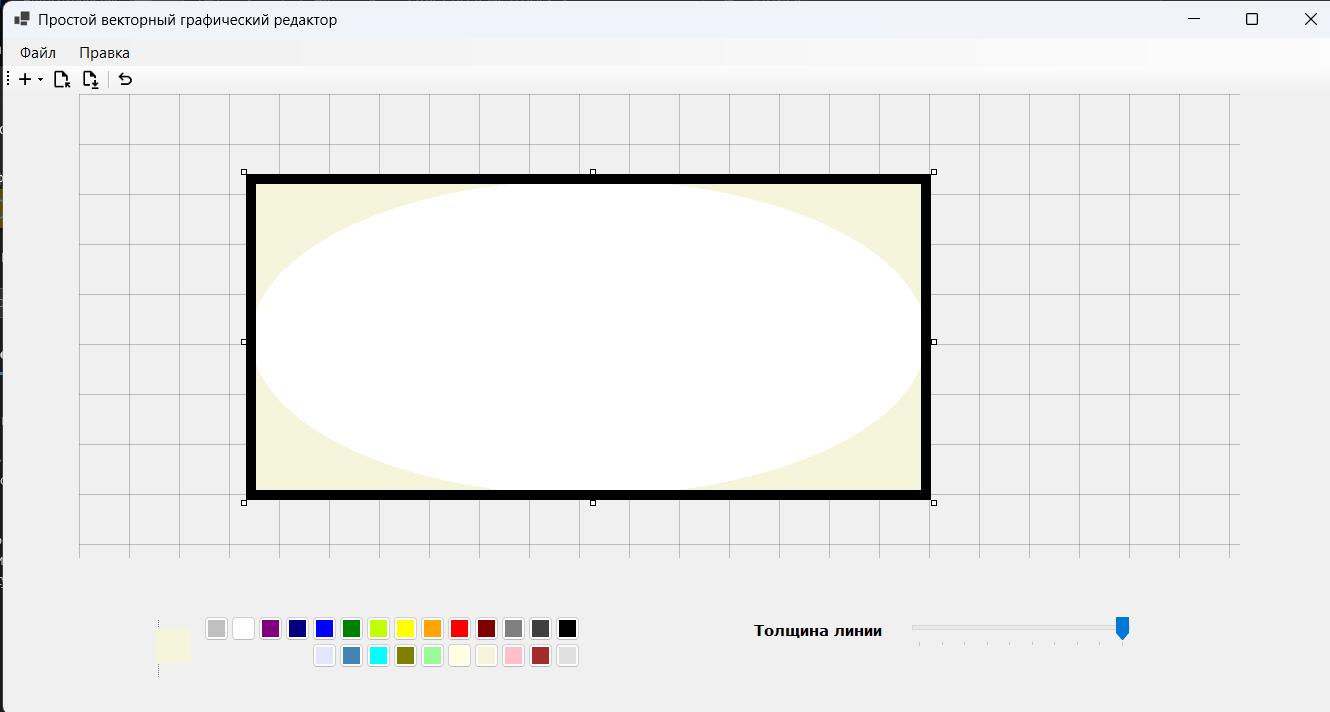 Простой векторный графический редактор
Файл Правка
Толщина линии